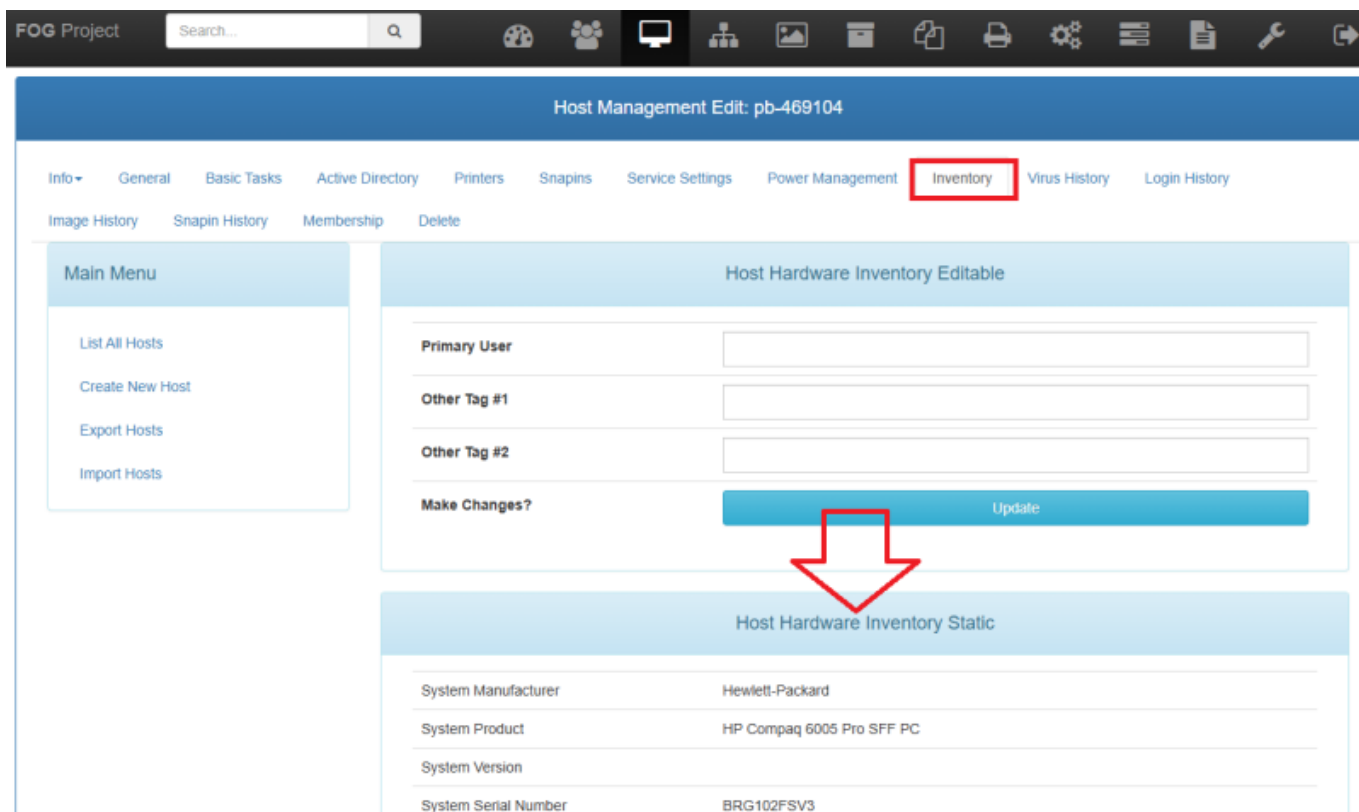 FOG Project Search...
Host Management Edit: pb-469104
Info General Basic Tasks Active Directory Printers Snapins Service Settings Power Management Inventory Virus History Login History
Image History Snapin History Membership Delete
Main Menu
List All Hosts
Create New Host
Export Hosts
Import Hosts
Host Hardware Inventory Editable
Primary User
Other Tag #1
Other Tag #2
Make Changes? Update
Host Hardware Inventory Static
System Manufacturer Hewlett-Packard
System Product HP Compaq 6005 Pro SFF PC
System Version
System Serial Number BRG102FSV3